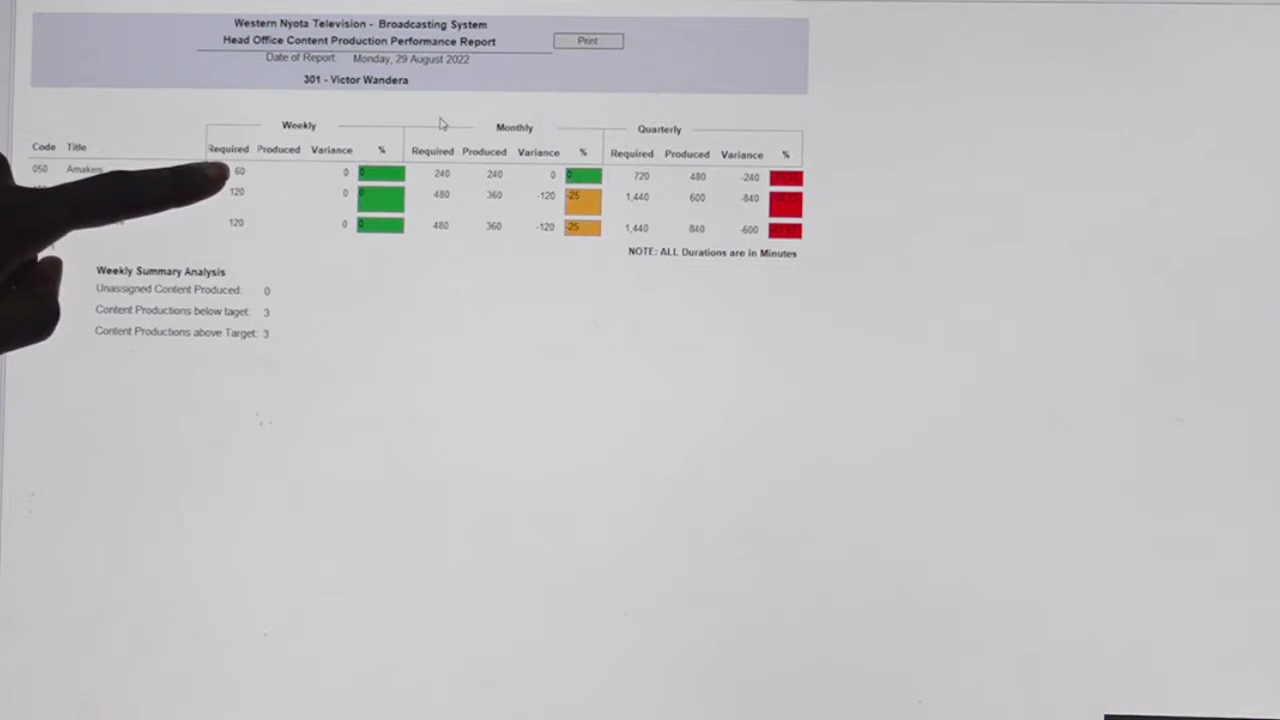 Western Nyota Television - Broadcasting System
Head Office Content Production Performance Report
Print
Date of Report: Monday, 29 August 2022
301 - Victor Wandera
Weekly Monthly Quarterly
Code Title Required Produced Variance % Required Produced Variance % Required Produced Variance %
050 60 0 0 240 240 0 0 720 480 -240
120 0 0 480 360 -120 -25 1,440 600 -840
120 0 0 480 360 -120 -25 1,440 840 -600
NOTE: ALL Durations are in Minutes
Weekly Summary Analysis
Unassigned Content Produced: 0
Content Productions below taget: 3
Content Productions above Target: 3